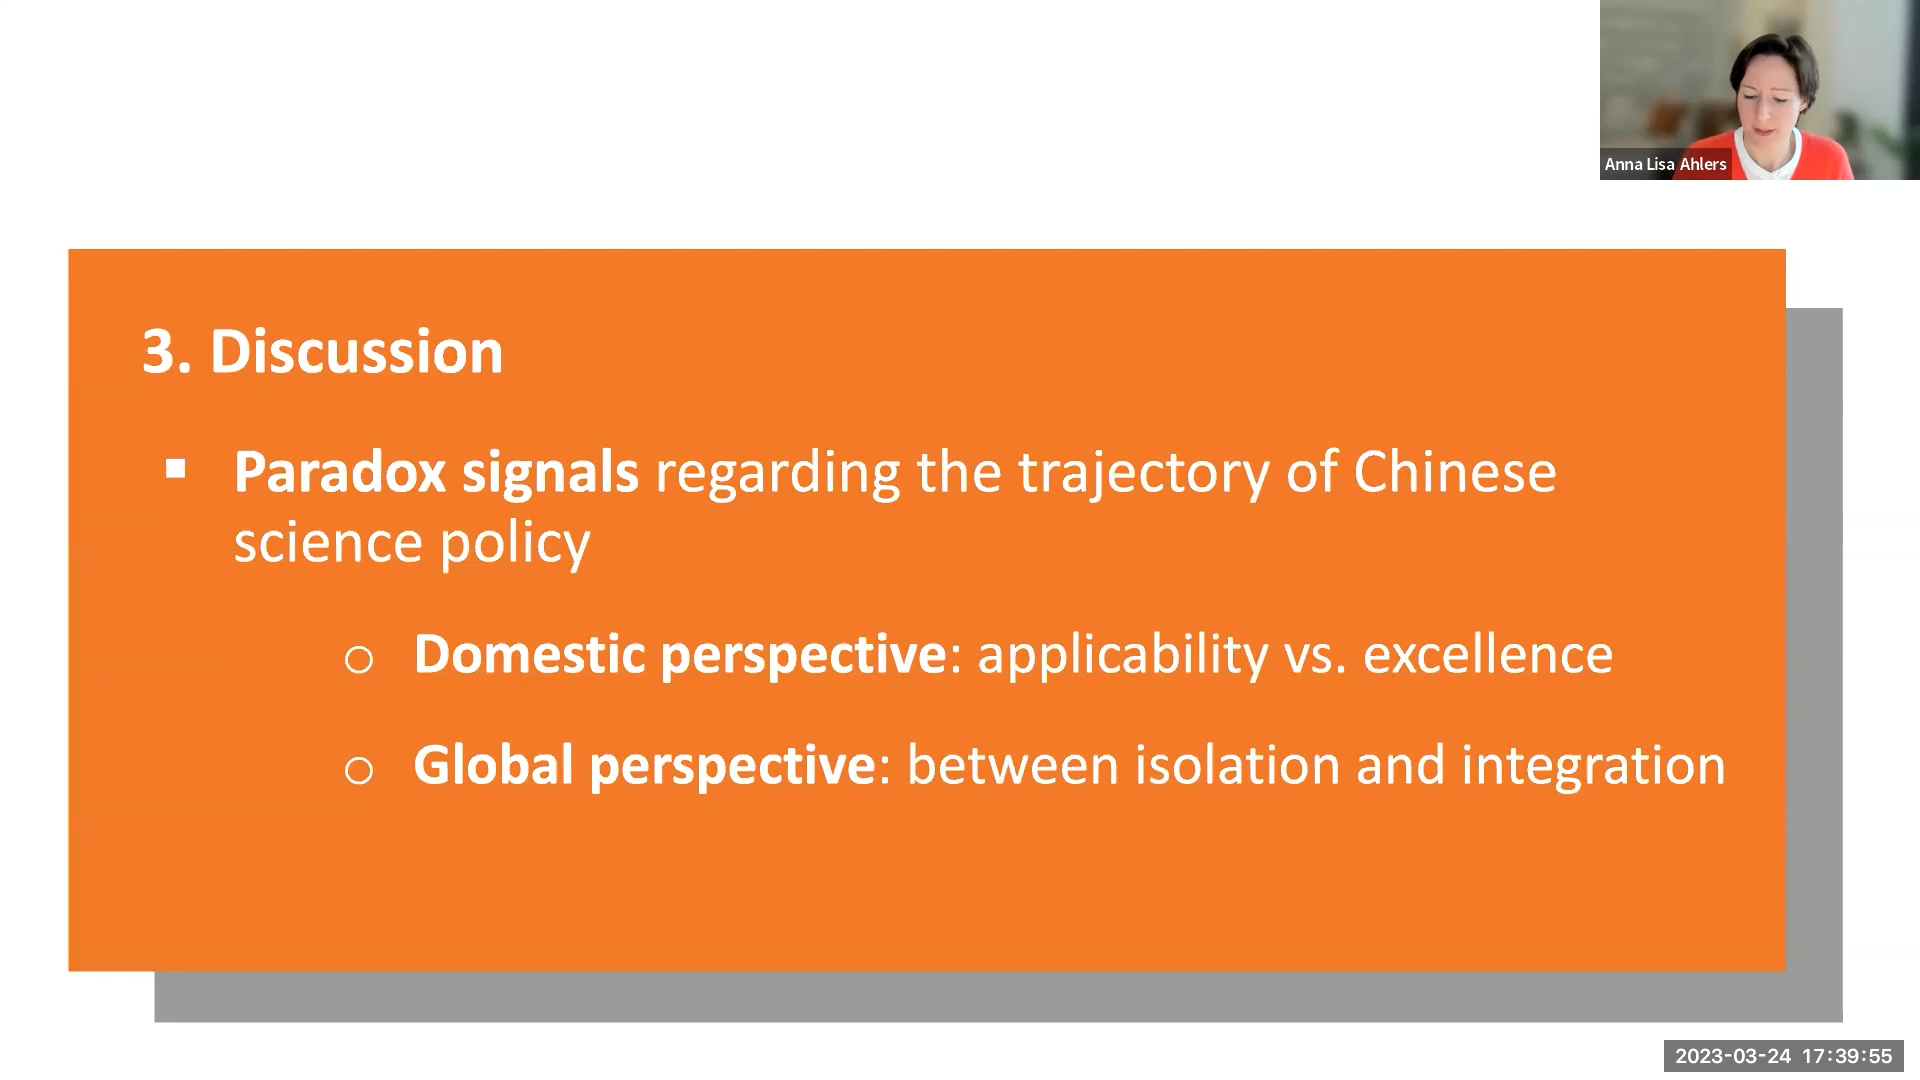 Anna Lisa Ahlers
3. Discussion
▪ Paradox signals regarding the trajectory of Chinese
science policy
o Domestic perspective: applicability vs. excellence
o Global perspective: between isolation and integration
2023-03-24 17:39:55